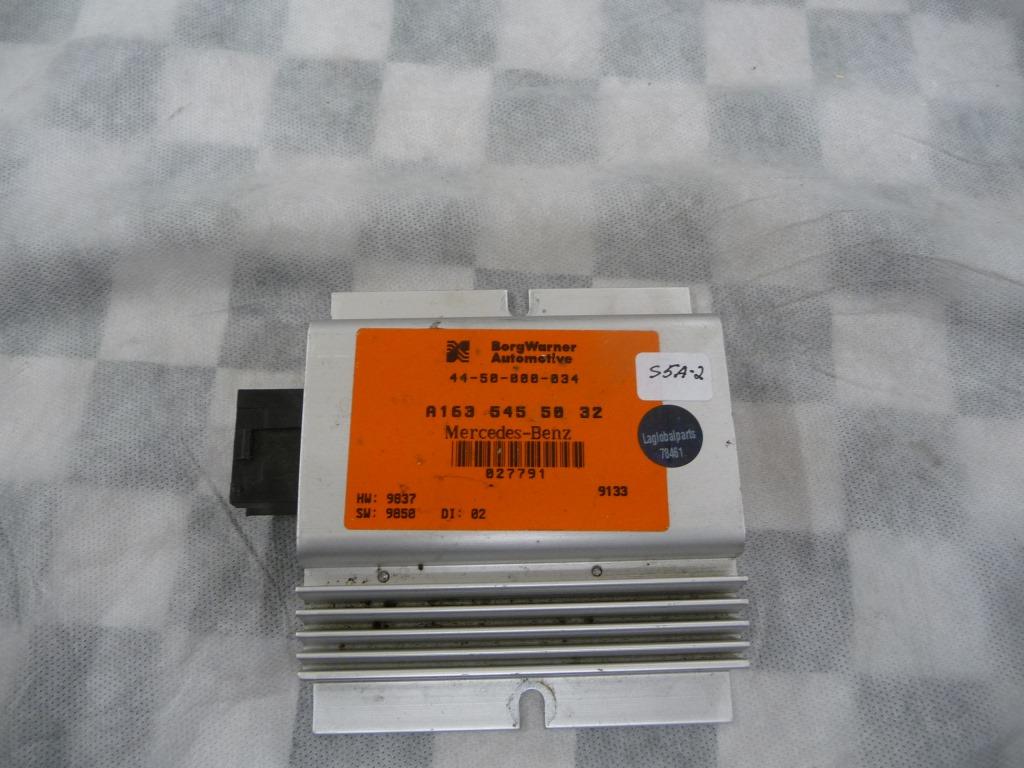 BorgWarner
Automotive
44-50-000-034
A163 545 50 32
Mercedes-Benz
027791
9133
HW: 9837
SW: 9850 DI: 02
S5A-2
Laglobalparts
78461